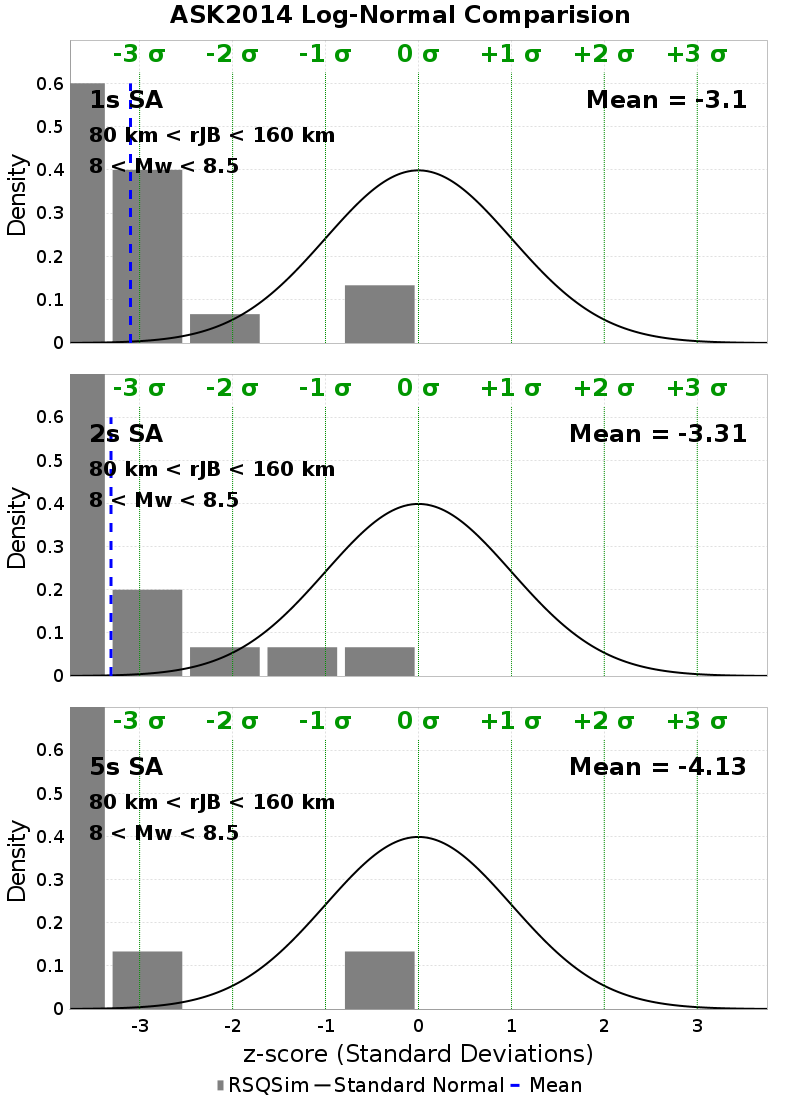 ASK2014 Log-Normal Comparision
-3 σ -2 σ -1 σ 0 σ +1 σ +2 σ +3 σ
0.6
1s SA Mean = -3.1
0.5
80 km < rJB < 160 km
8 < Mw < 8.5
0.4
0.3
0.2
0.1
0
Density
-3 σ -2 σ -1 σ 0 σ +1 σ +2 σ +3 σ
0.6
2s SA Mean = -3.31
0.5
80 km < rJB < 160 km
8 < Mw < 8.5
0.4
0.3
0.2
0.1
0
Density
-3 σ -2 σ -1 σ 0 σ +1 σ +2 σ +3 σ
0.6
5s SA Mean = -4.13
0.5
80 km < rJB < 160 km
8 < Mw < 8.5
0.4
0.3
0.2
0.1
0
Density
-3 -2 -1 0 1 2 3
z-score (Standard Deviations)
RSQSim Standard Normal Mean